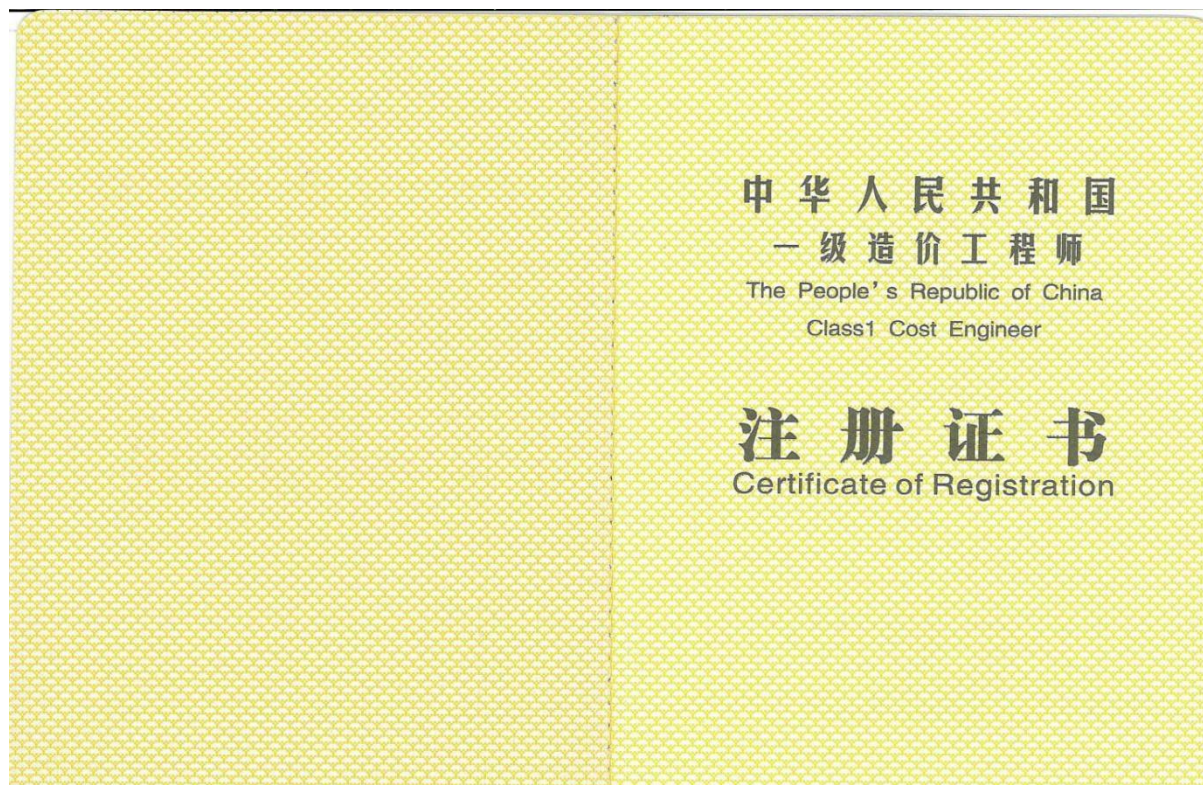 中华人民共和国
一级造价工程师
The People's Republic of China
Class1 Cost Engineer
注册证书
Certificate of Registration